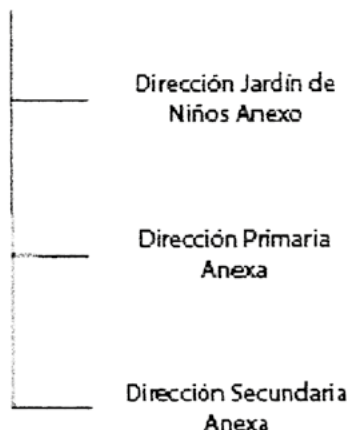 Dirección Jardín de
Niños Anexo
Dirección Primaria
Anexa
Dirección Secundaria
Anexa